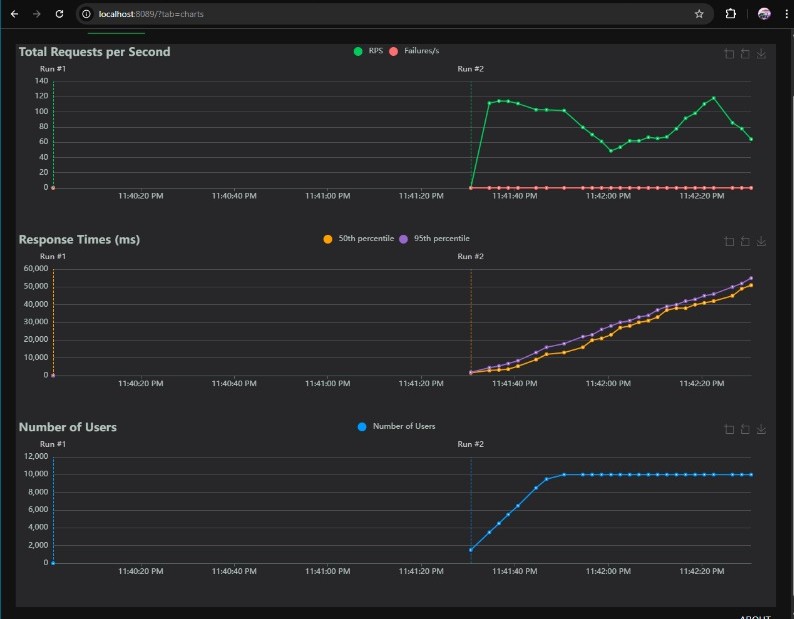 localhost:8089/?tab=charts
Total Requests per Second
RPS Failures/s
Run #1 Run #2
140
120
100
80
60
40
20
0
11:40:20 PM 11:40:40 PM 11:41:00 PM 11:41:20 PM 11:41:40 PM 11:42:00 PM 11:42:20 PM
Response Times (ms)
50th percentile 95th percentile
Run #1 Run #2
60,000
50,000
40,000
30,000
20,000
10,000
0
11:40:20 PM 11:40:40 PM 11:41:00 PM 11:41:20 PM 11:41:40 PM 11:42:00 PM 11:42:20 PM
Number of Users
Number of Users
Run #1 Run #2
12,000
10,000
8,000
6,000
4,000
2,000
0
11:40:20 PM 11:40:40 PM 11:41:00 PM 11:41:20 PM 11:41:40 PM 11:42:00 PM 11:42:20 PM
ABOUT